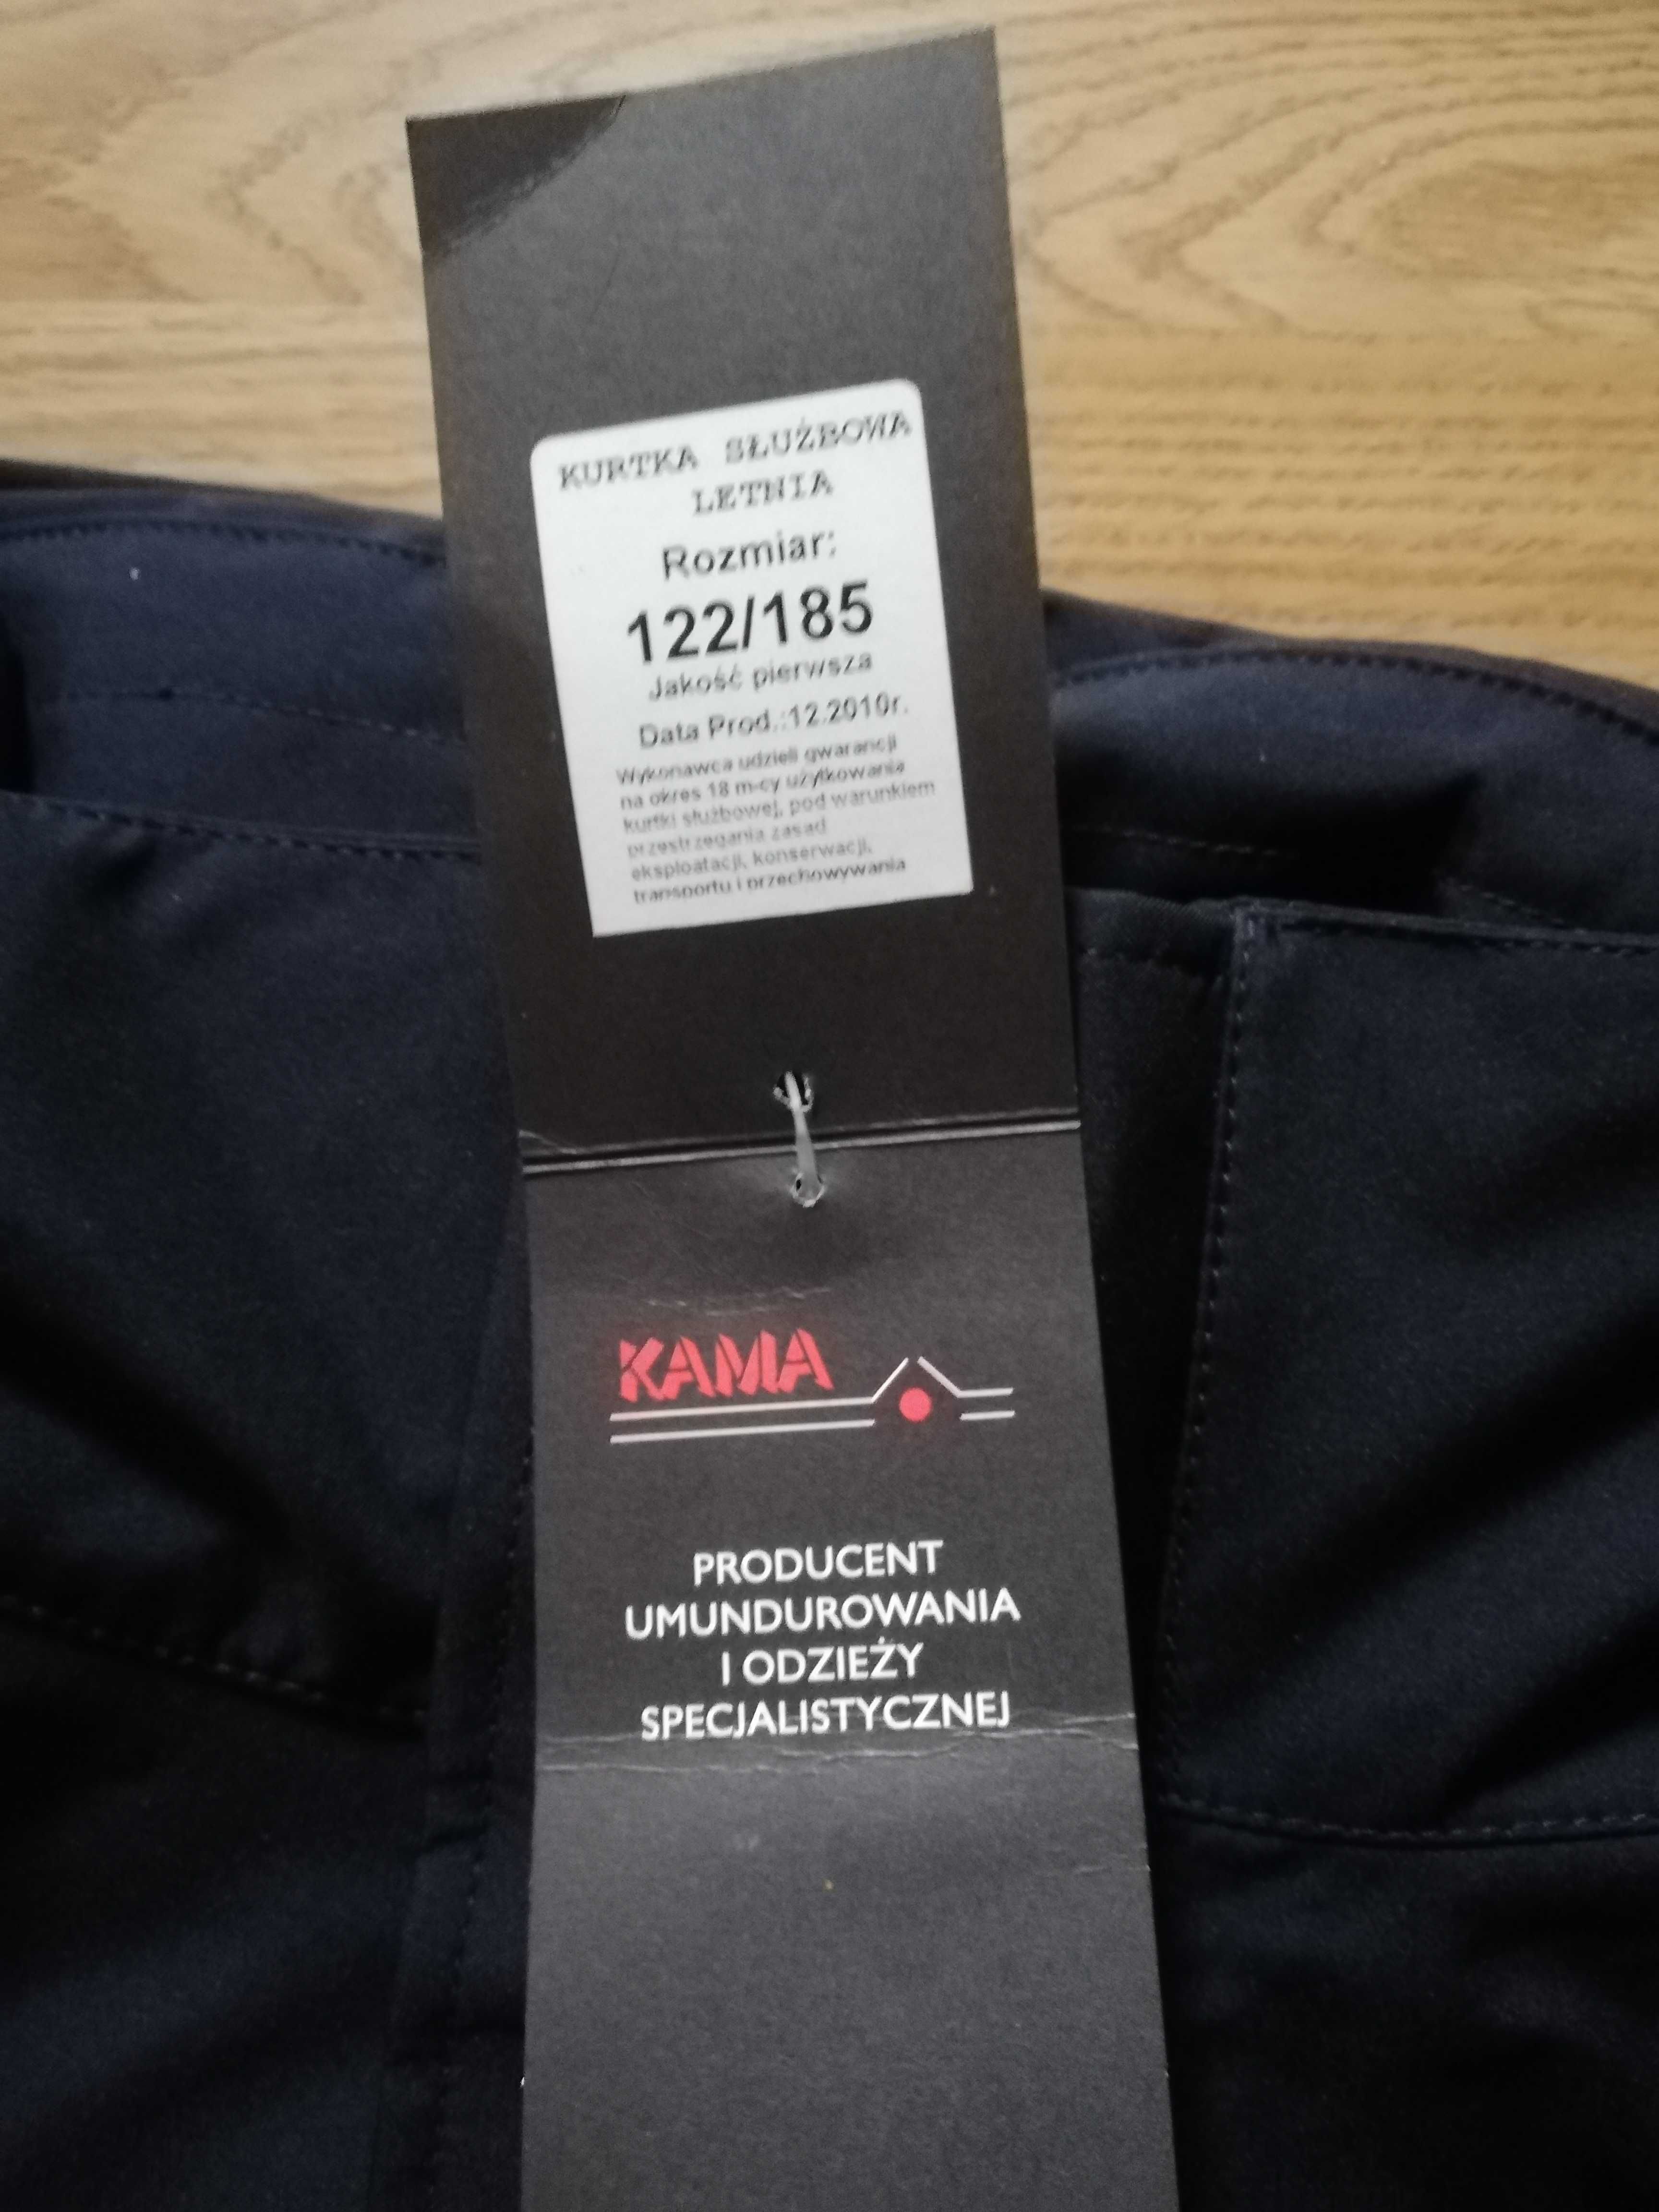 KURTKA SŁUŻBOWA
LETNIA
Rozmiar:
122/185
Jakość pierwsza
Data Prod.:12.2010r.
Wykonawca udzieli gwarancji
na okres 18 m-cy użytkowania
kurtki służbowej, pod warunkiem
przestrzegania zasad
eksploatacji, konserwacji,
transportu i przechowywania
KAMA
PRODUCENT
UMUNDUROWANIA
I ODZIEŻY
SPECJALISTYCZNEJ